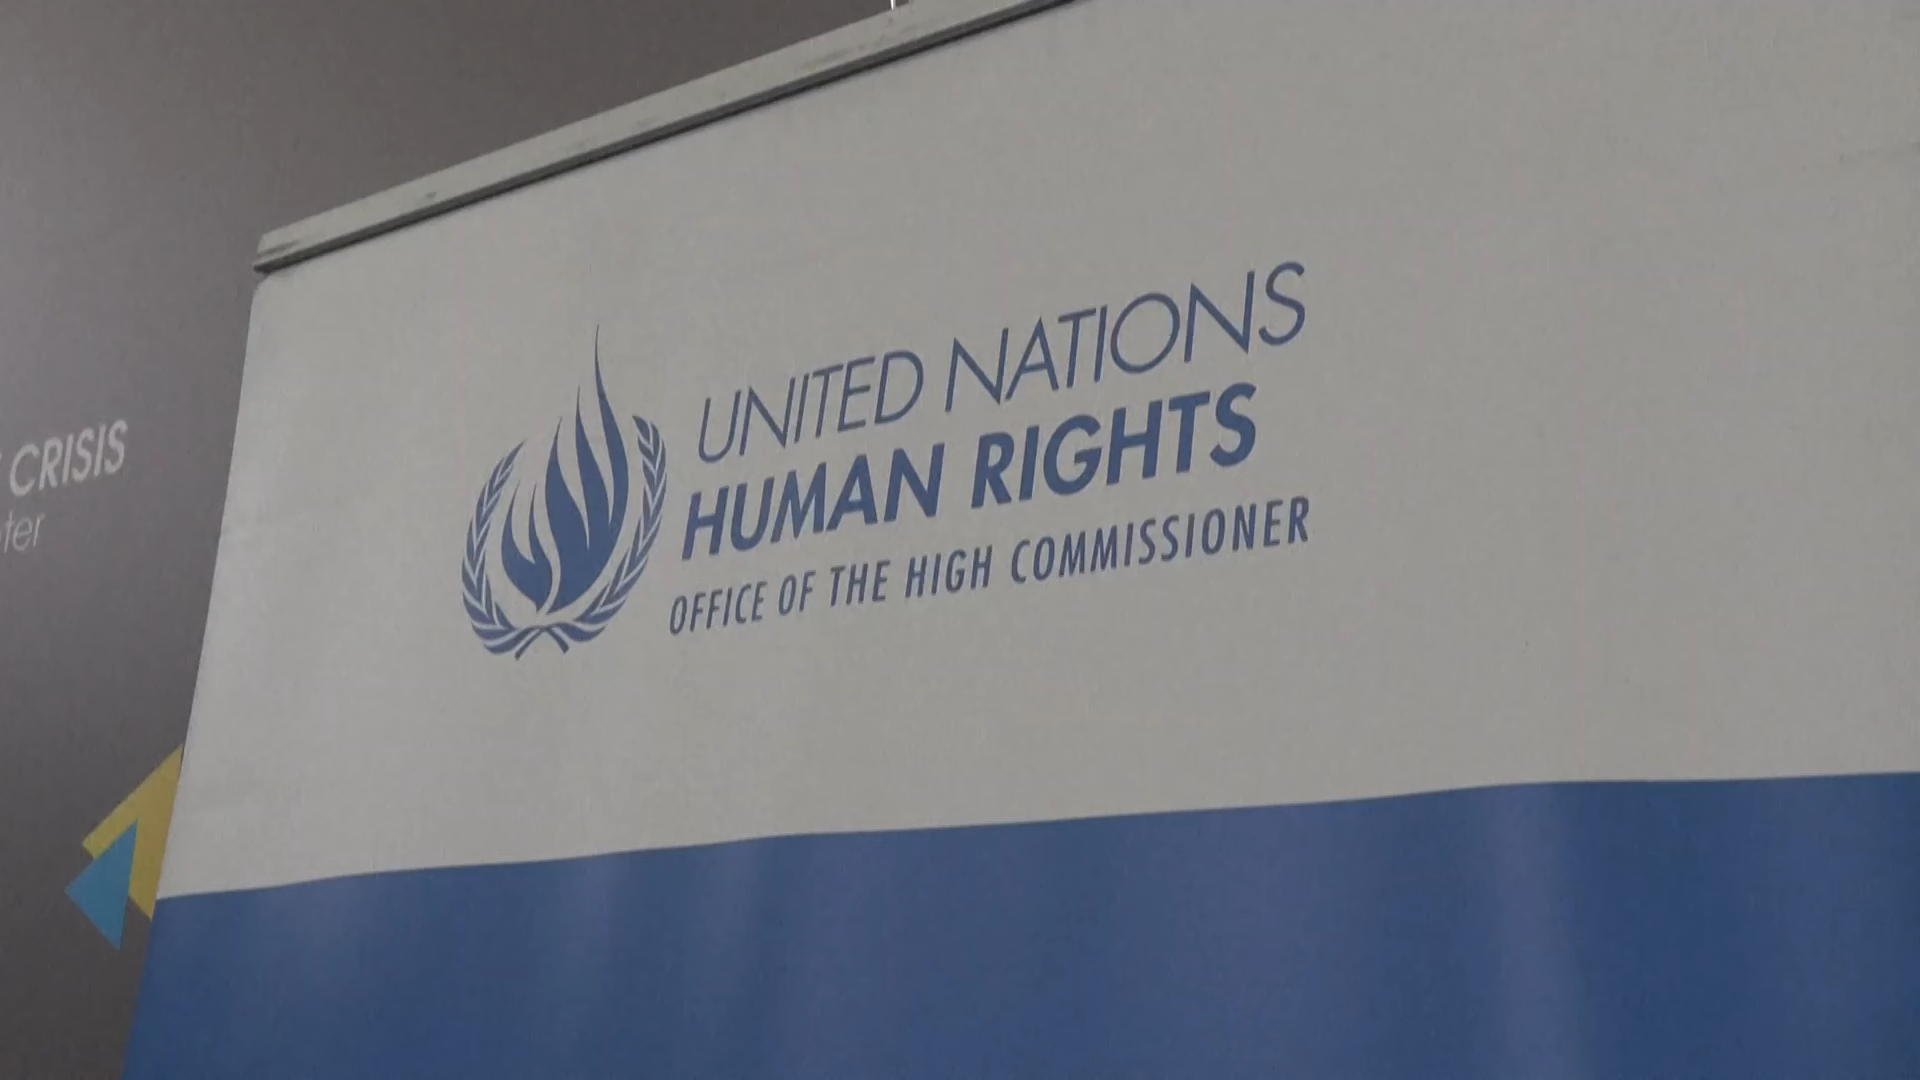 CRISIS
UNITED NATIONS
HUMAN RIGHTS
OFFICE OF THE HIGH COMMISSIONER